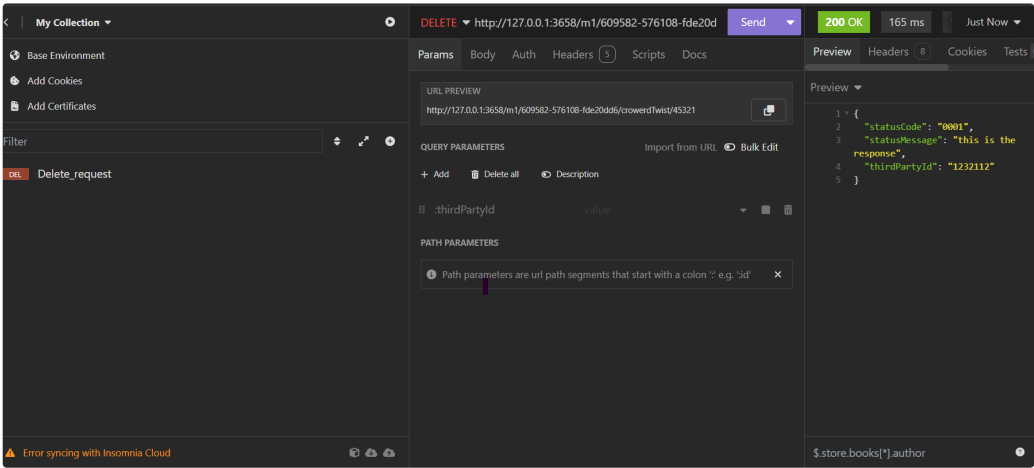 My Collection
DELETE http://127.0.0.1:3658/m1/609582-576108-fde20d
Send
200 OK
165 ms
Just Now
Base Environment
Add Cookies
Add Certificates
Filter
DEL Delete_request
Error syncing with Insomnia Cloud
Params Body Auth Headers 5 Scripts Docs
URL PREVIEW
http://127.0.0.1:3658/m1/609582-576108-fde20dd6/crowerdTwist/45321
QUERY PARAMETERS Import from URL Bulk Edit
+ Add Delete all Description
:thirdPartyId value
PATH PARAMETERS
Path parameters are url path segments that start with a colon ':' e.g. ':id'
Preview Headers 8 Cookies Tests
Preview
1 {
2 "statusCode": "0001",
3 "statusMessage": "this is the
response",
4 "thirdPartyId": "1232112"
5 }
$.store.books[*].author